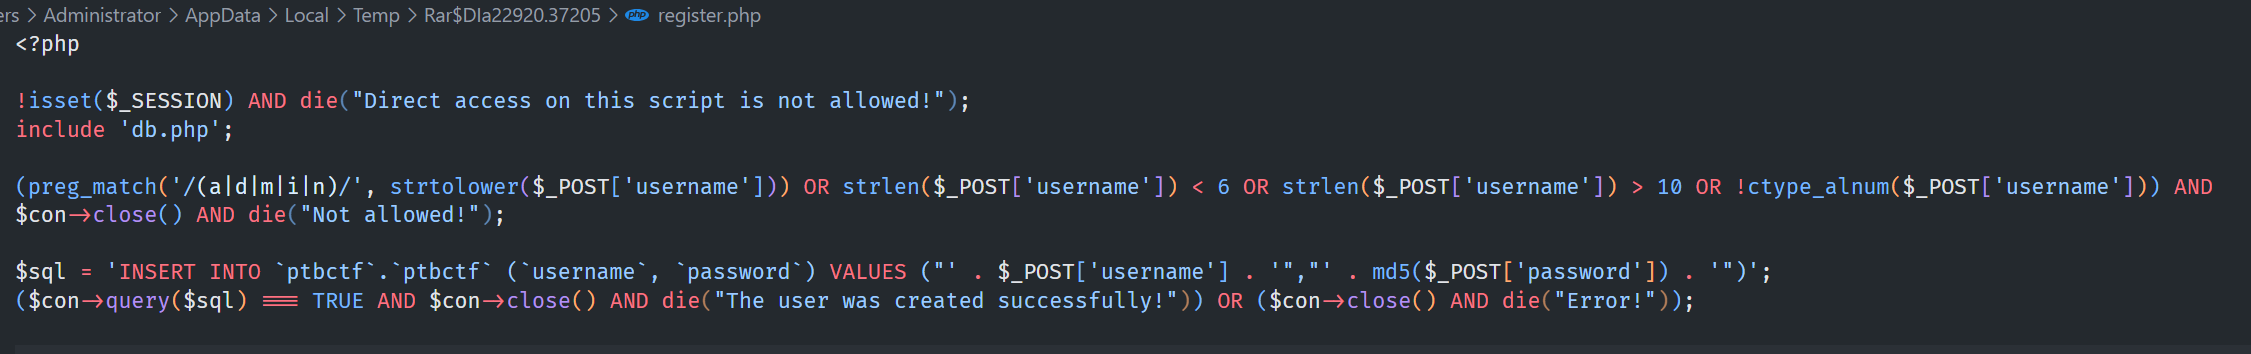 ers > Administrator > AppData > Local > Temp > Rar$DIa22920.37205 > php register.php
<?php
!isset($_SESSION) AND die("Direct access on this script is not allowed!");
include 'db.php';
(preg_match('/(a|d|m|i|n)/', strtolower($_POST['username'])) OR strlen($_POST['username']) < 6 OR strlen($_POST['username']) > 10 OR !ctype_alnum($_POST['username'])) AND
$con->close() AND die("Not allowed!");
$sql = 'INSERT INTO `ptbctf`.`ptbctf` (`username`, `password`) VALUES ("' . $_POST['username'] . '","' . md5($_POST['password']) . '")';
($con->query($sql) === TRUE AND $con->close() AND die("The user was created successfully!")) OR ($con->close() AND die("Error!"));